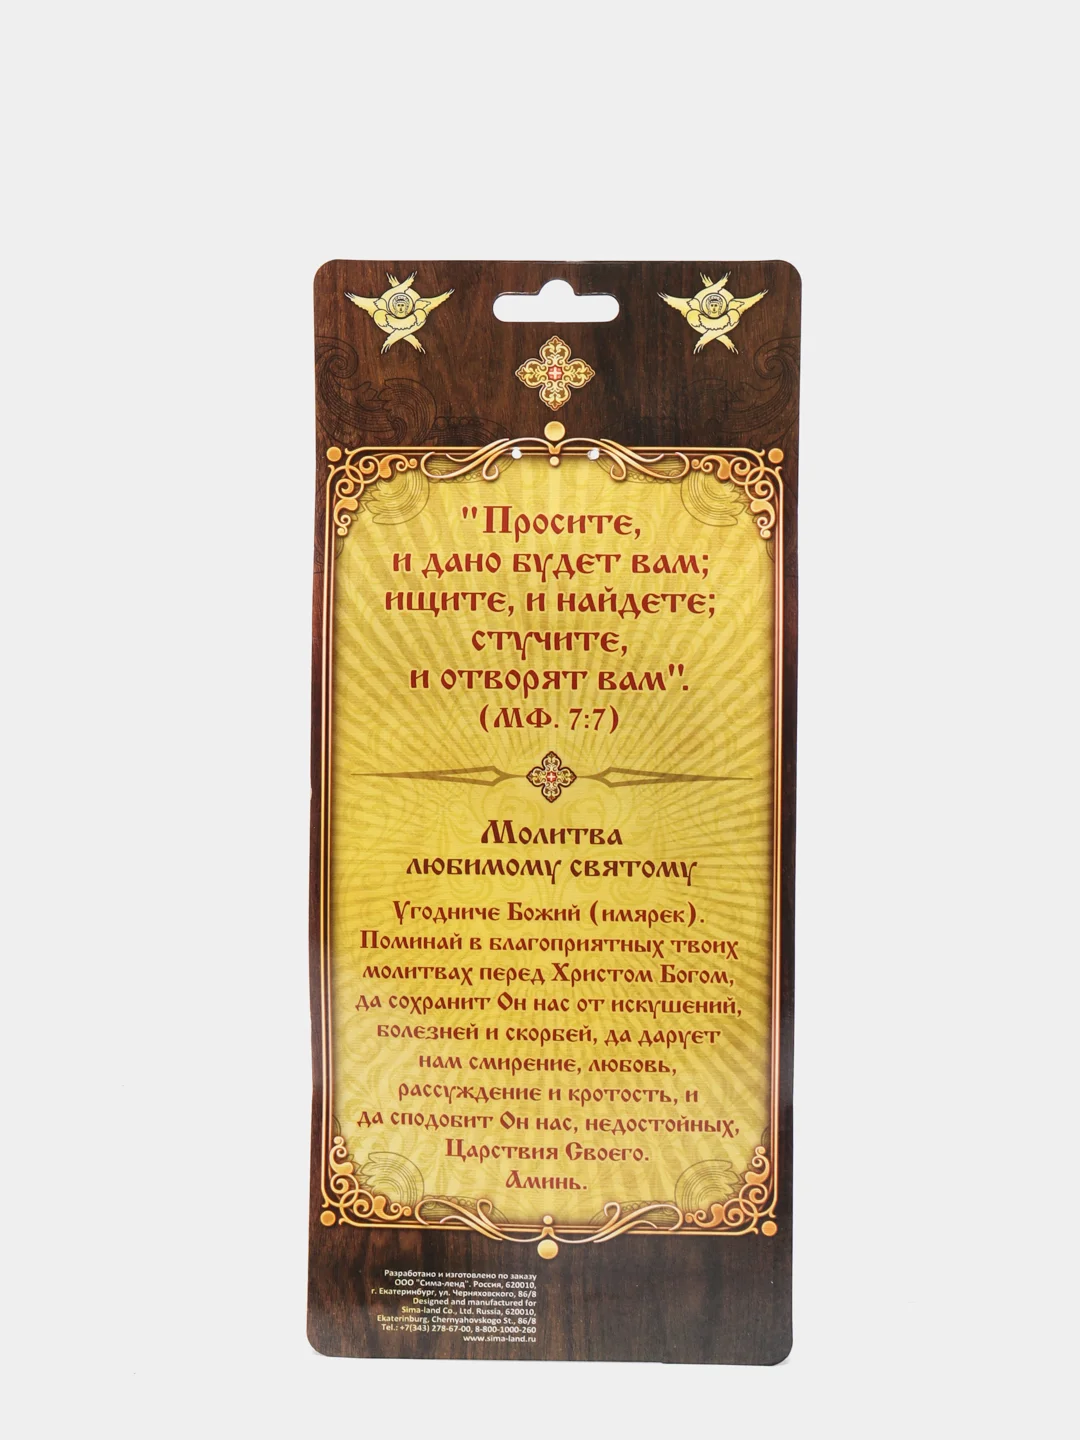 "Просите,
и дано будет вам;
ищите, и найдете;
стучите,
и отворят вам".
(МФ. 7:7)
Молитва
любимому святому
Угодниче Божий (имярек).
Поминай в благоприятных твоих
молитвах перед Христом Богом,
да сохранит Он нас от искушений,
болезней и скорбей, да дарует
нам смирение, любовь,
рассуждение и кротость, и
да сподобит Он нас, недостойных,
Царствия Своего.
Аминь.
Разработано и изготовлено по заказу
ООО "Сима-ленд". Россия, 620010,
г. Екатеринбург, ул. Черняховского, 86/8
Designed and manufactured for
Sima-land Co., Ltd. Russia, 620010,
Ekaterinburg, Chernyahovskogo St., 86/8
Tel.: +7(343) 278-67-00, 8-800-1000-260
www.sima-land.ru